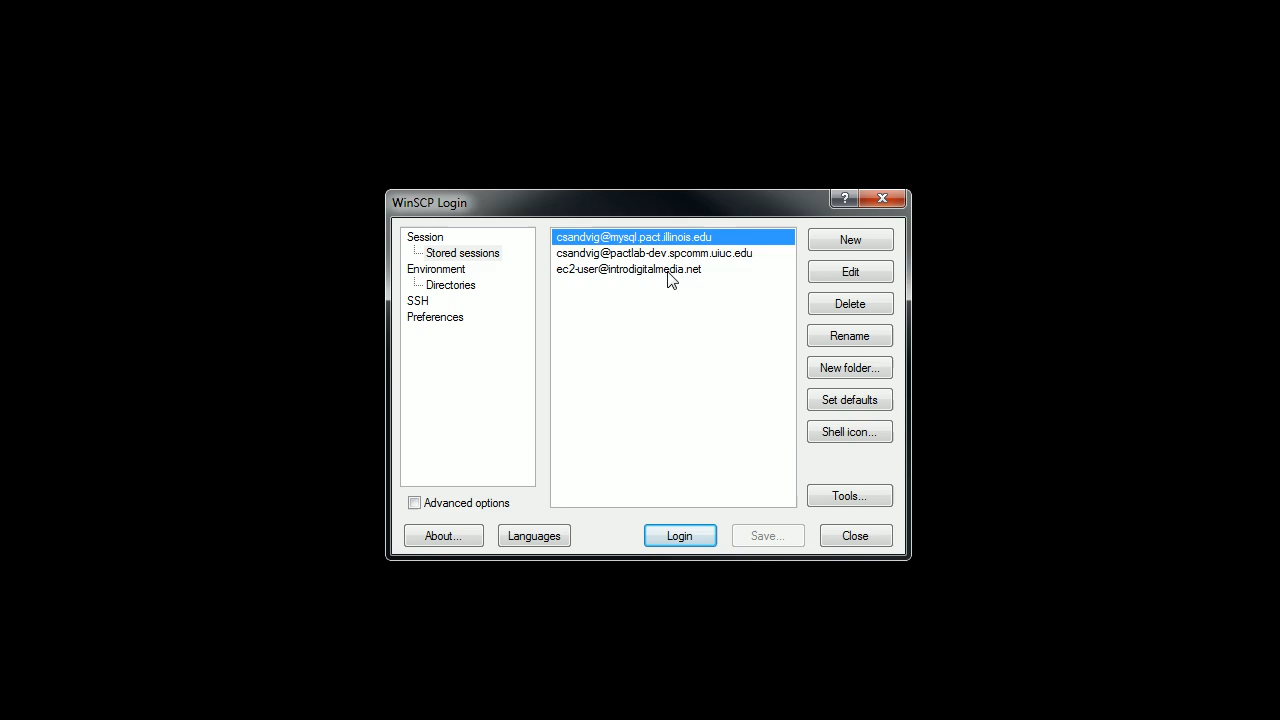 WinSCP Login
?
Session
Stored sessions
Environment
Directories
SSH
Preferences
csandvig@mysql.pact.illinois.edu
csandvig@pactlab-dev.spcomm.uiuc.edu
ec2-user@introdigitalmedia.net
New
Edit
Delete
Rename
New folder...
Set defaults
Shell icon...
Tools...
Advanced options
About...
Languages
Login
Save...
Close